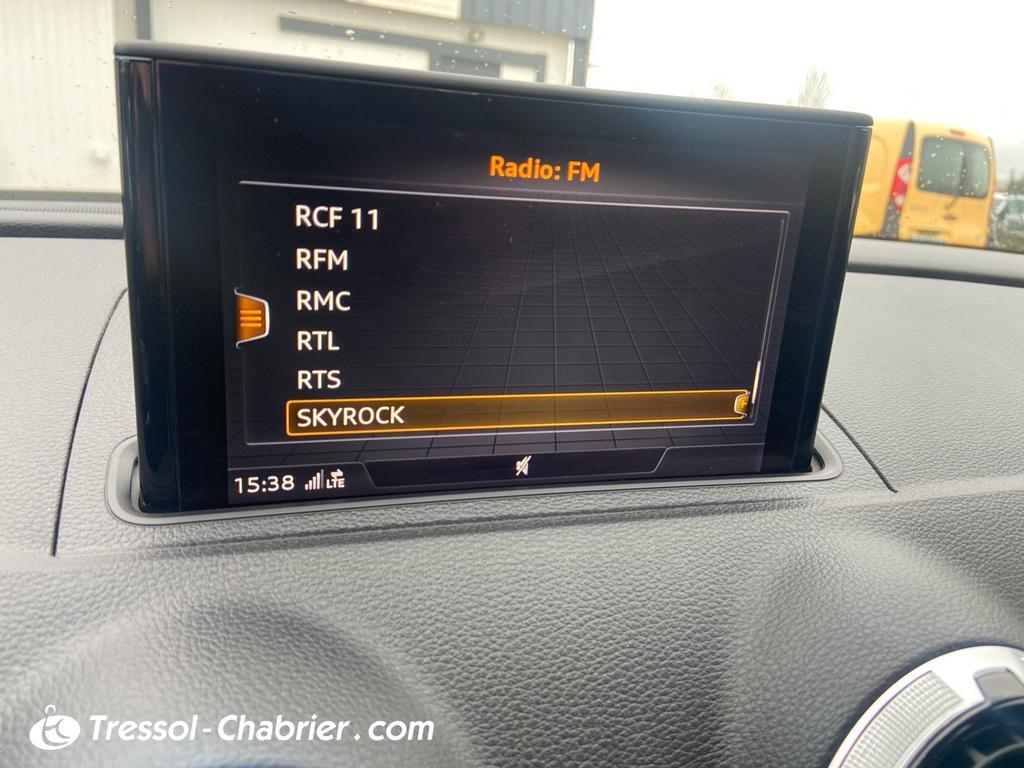 Radio: FM
RCF 11
RFM
RMC
RTL
RTS
SKYROCK
15:38 LTE
Tressol-Chabrier.com